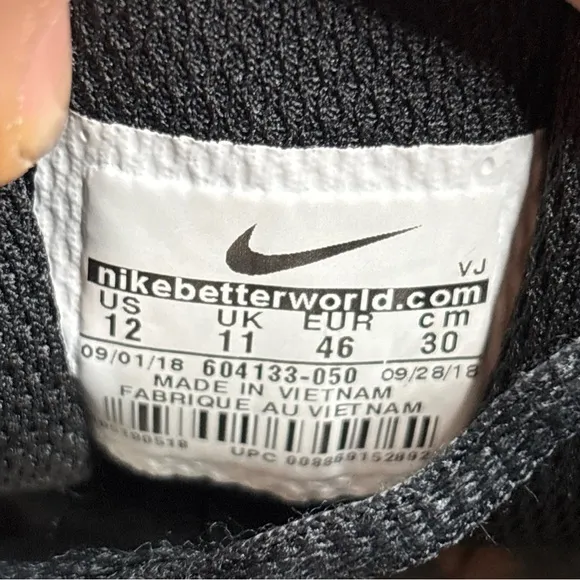 VJ
nikebetterworld.com
US UK EUR cm
12 11 46 30
09/01/18 604133-050 09/28/18
MADE IN VIETNAM
FABRIQUE AU VIETNAM
UPC